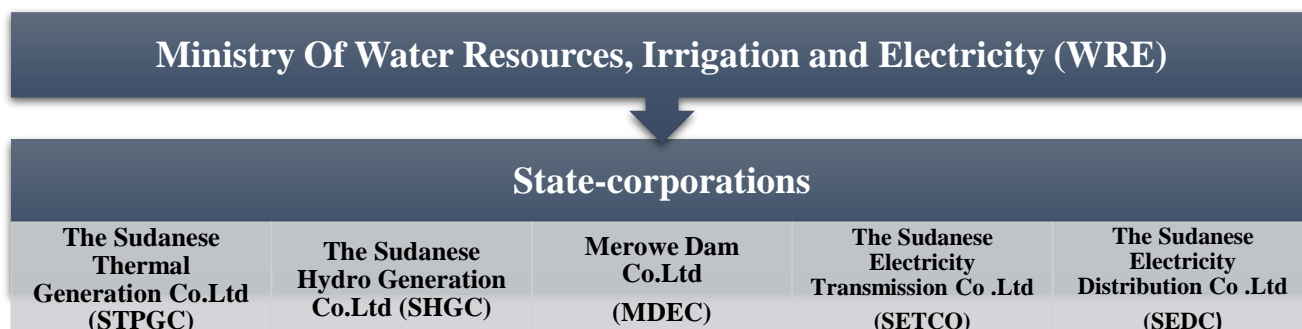 Ministry Of Water Resources, Irrigation and Electricity (WRE)
State-corporations
The Sudanese
Thermal
Generation Co.Ltd
(STPGC)
The Sudanese
Hydro Generation
Co.Ltd (SHGC)
Merowe Dam
Co.Ltd
(MDEC)
The Sudanese
Electricity
Transmission Co .Ltd
(SETCO)
The Sudanese
Electricity
Distribution Co .Ltd
(SEDC)